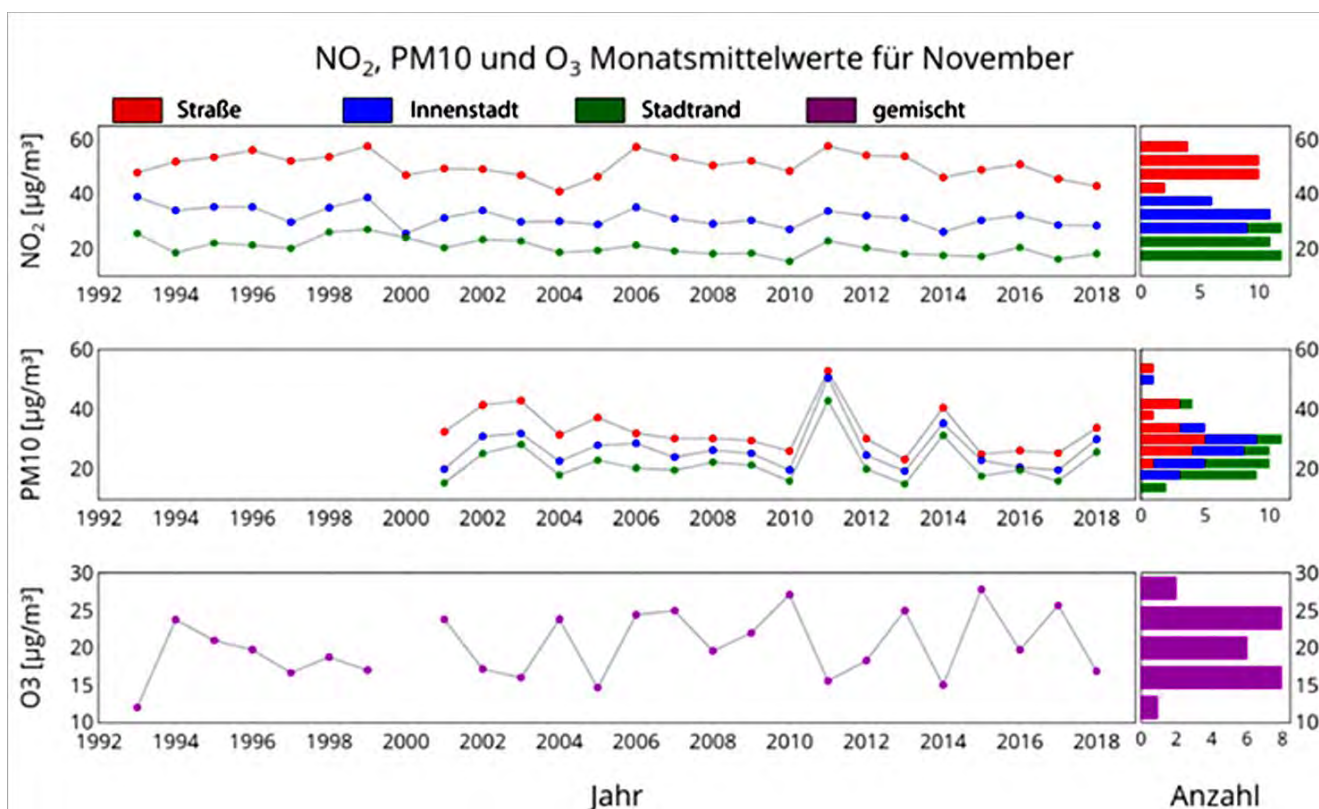 NO₂, PM10 und O₃ Monatsmittelwerte für November
Straße Innenstadt Stadtrand gemischt
NO₂ [µg/m³]
60 60
40 40
20 20
1992 1994 1996 1998 2000 2002 2004 2006 2008 2010 2012 2014 2016 2018 0 5 10
PM10 [µg/m³]
60 60
40 40
20 20
1992 1994 1996 1998 2000 2002 2004 2006 2008 2010 2012 2014 2016 2018 0 5 10
O3 [µg/m³]
30 30
25 25
20 20
15 15
10 10
1992 1994 1996 1998 2000 2002 2004 2006 2008 2010 2012 2014 2016 2018 0 2 4 6 8
Jahr Anzahl